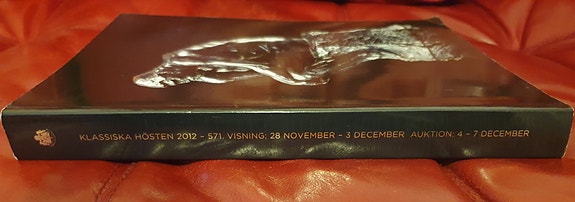 KLASSISKA HÖSTEN 2012 – 571. VISNING: 28 NOVEMBER – 3 DECEMBER AUKTION: 4 – 7 DECEMBER